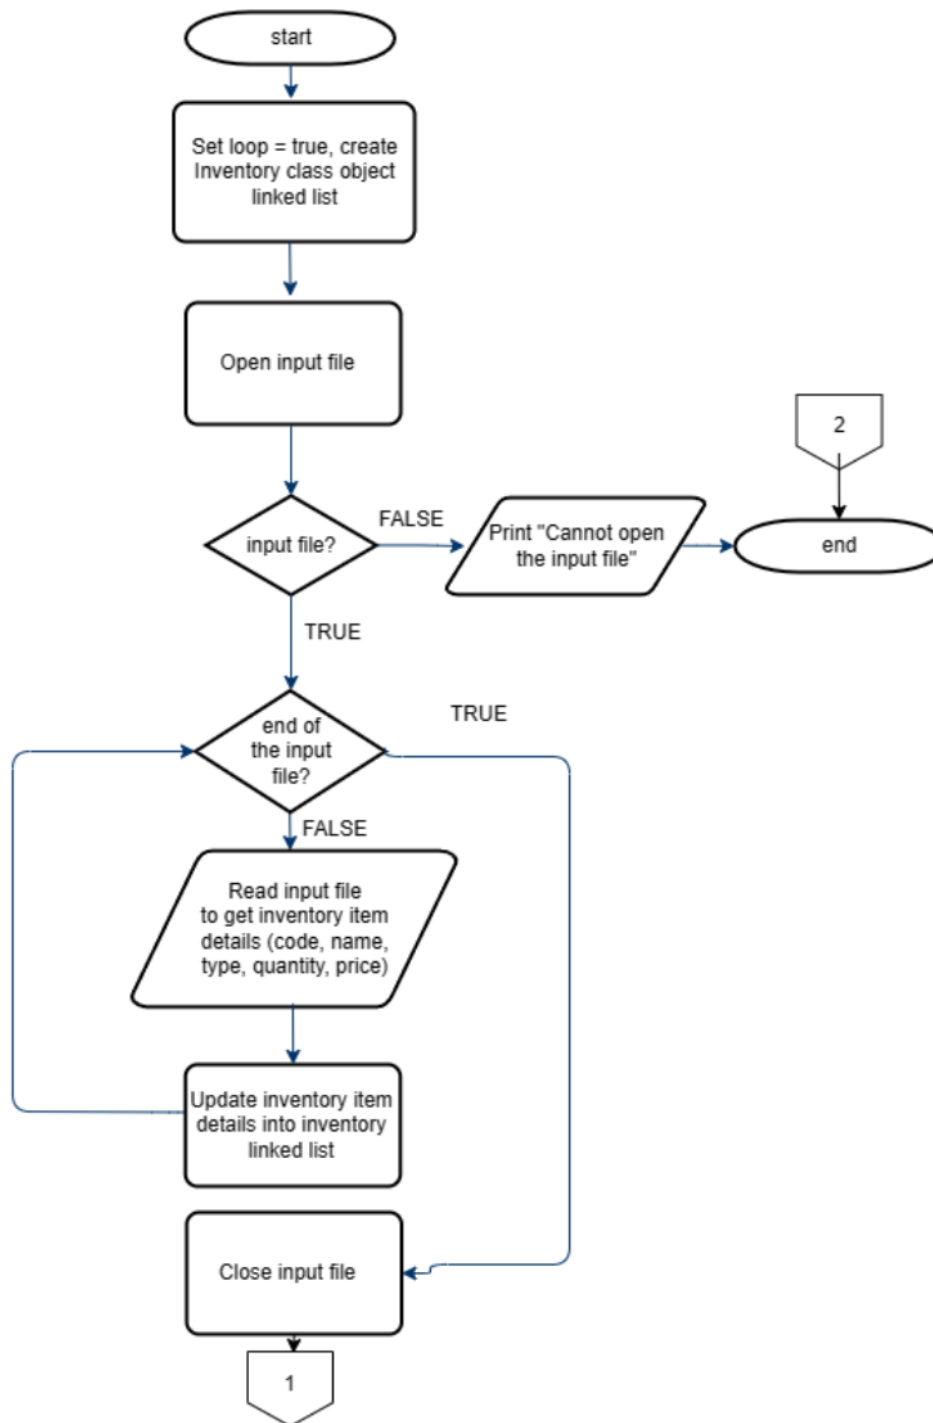 start
Set loop = true, create
Inventory class object
linked list
Open input file
2
input file?
FALSE
Print "Cannot open
the input file"
end
TRUE
end of
the input
file?
TRUE
FALSE
Read input file
to get inventory item
details (code, name,
type, quantity, price)
Update inventory item
details into inventory
linked list
Close input file
1